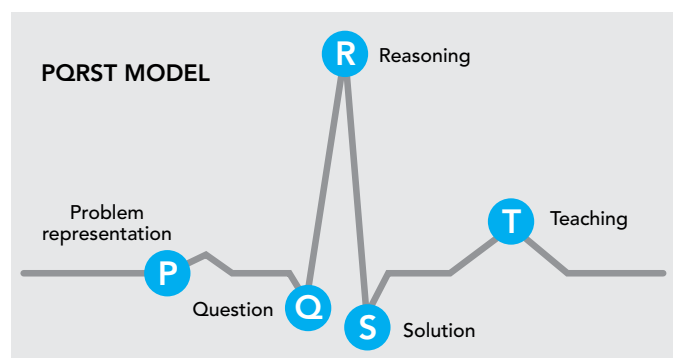 PQRST MODEL
R
Reasoning
Problem
representation
P
Question
Q
S
Solution
T
Teaching